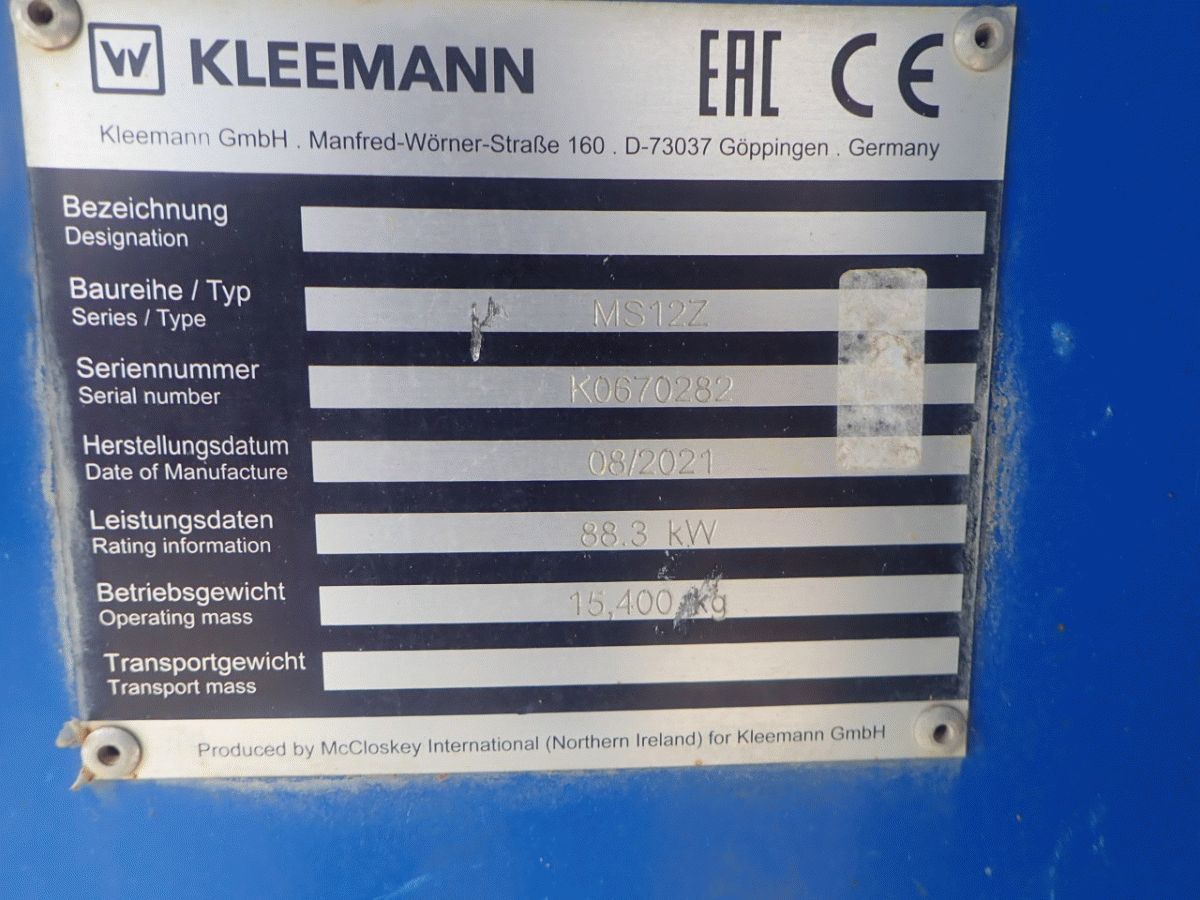 W KLEEMANN EAC CE
Kleemann GmbH . Manfred-Wörner-Straße 160 . D-73037 Göppingen . Germany
Bezeichnung
Designation
Baureihe / Typ
Series / Type
MS12Z
Seriennummer
Serial number
K0670282
Herstellungsdatum
Date of Manufacture
08/2021
Leistungsdaten
Rating information
88.3 kW
Betriebsgewicht
Operating mass
15,400 kg
Transportgewicht
Transport mass
Produced by McCloskey International (Northern Ireland) for Kleemann GmbH